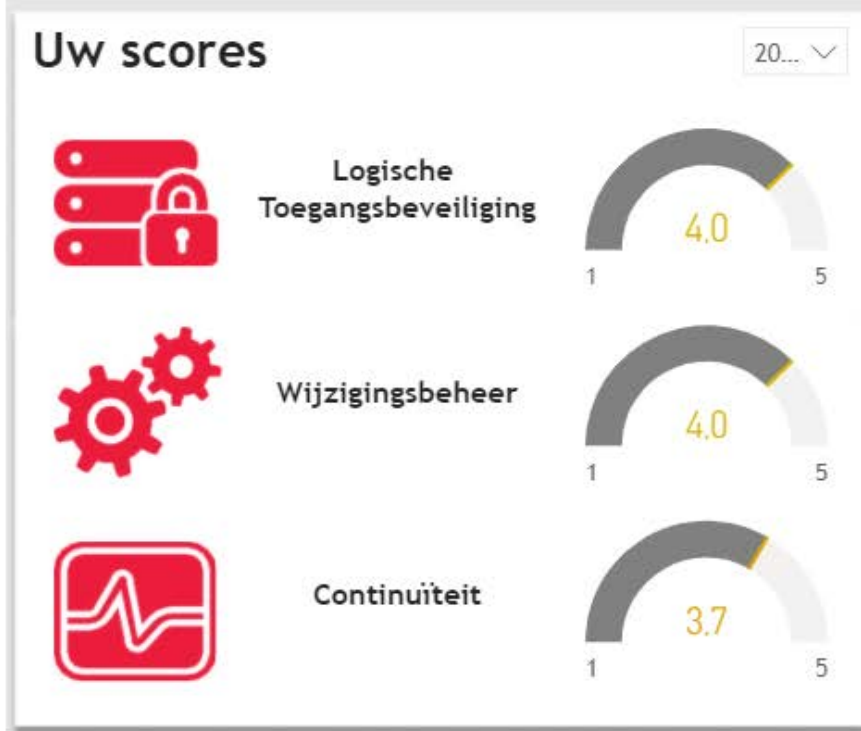 Uw scores
20...
Logische
Toegangsbeveiliging
4.0
1 5
Wijzigingsbeheer
4.0
1 5
Continuïteit
3.7
1 5